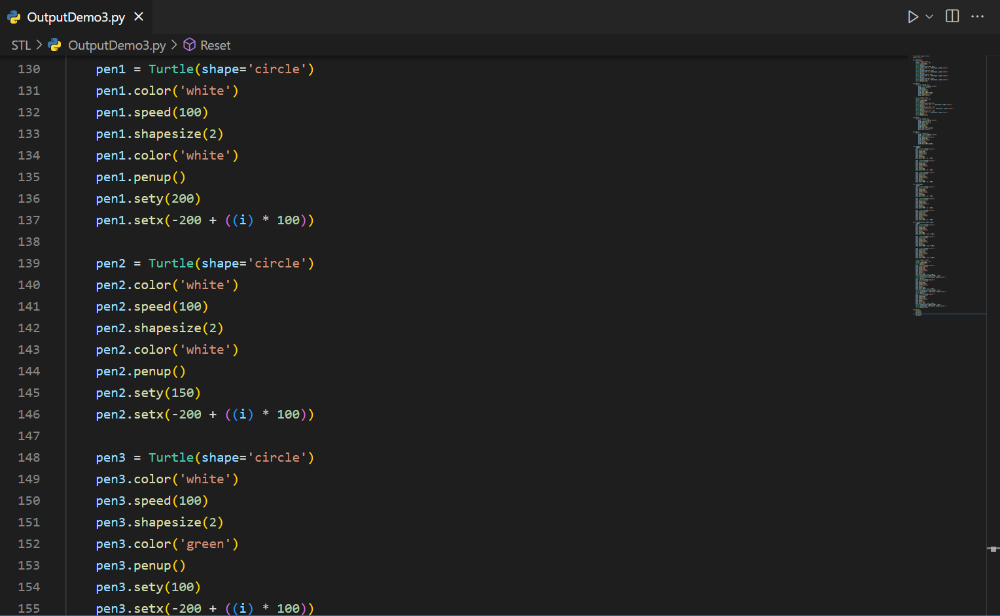 OutputDemo3.py
STL > OutputDemo3.py > Reset
130 pen1 = Turtle(shape='circle')
131 pen1.color('white')
132 pen1.speed(100)
133 pen1.shapesize(2)
134 pen1.color('white')
135 pen1.penup()
136 pen1.sety(200)
137 pen1.setx(-200 + ((i) * 100))
138
139 pen2 = Turtle(shape='circle')
140 pen2.color('white')
141 pen2.speed(100)
142 pen2.shapesize(2)
143 pen2.color('white')
144 pen2.penup()
145 pen2.sety(150)
146 pen2.setx(-200 + ((i) * 100))
147
148 pen3 = Turtle(shape='circle')
149 pen3.color('white')
150 pen3.speed(100)
151 pen3.shapesize(2)
152 pen3.color('green')
153 pen3.penup()
154 pen3.sety(100)
155 pen3.setx(-200 + ((i) * 100))